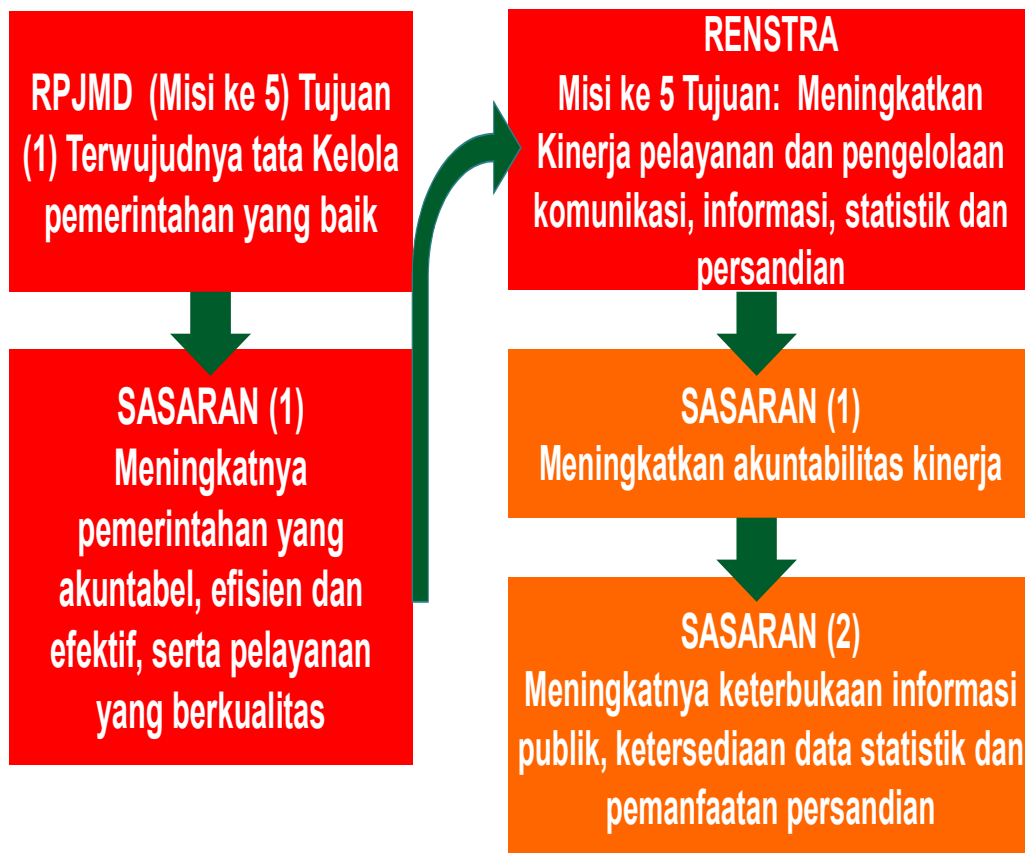 RPJMD (Misi ke 5) Tujuan
(1) Terwujudnya tata Kelola
pemerintahan yang baik
SASARAN (1)
Meningkatnya
pemerintahan yang
akuntabel, efisien dan
efektif, serta pelayanan
yang berkualitas
RENSTRA
Misi ke 5 Tujuan: Meningkatkan
Kinerja pelayanan dan pengelolaan
komunikasi, informasi, statistik dan
persandian
SASARAN (1)
Meningkatkan akuntabilitas kinerja
SASARAN (2)
Meningkatnya keterbukaan informasi
publik, ketersediaan data statistik dan
pemanfaatan persandian